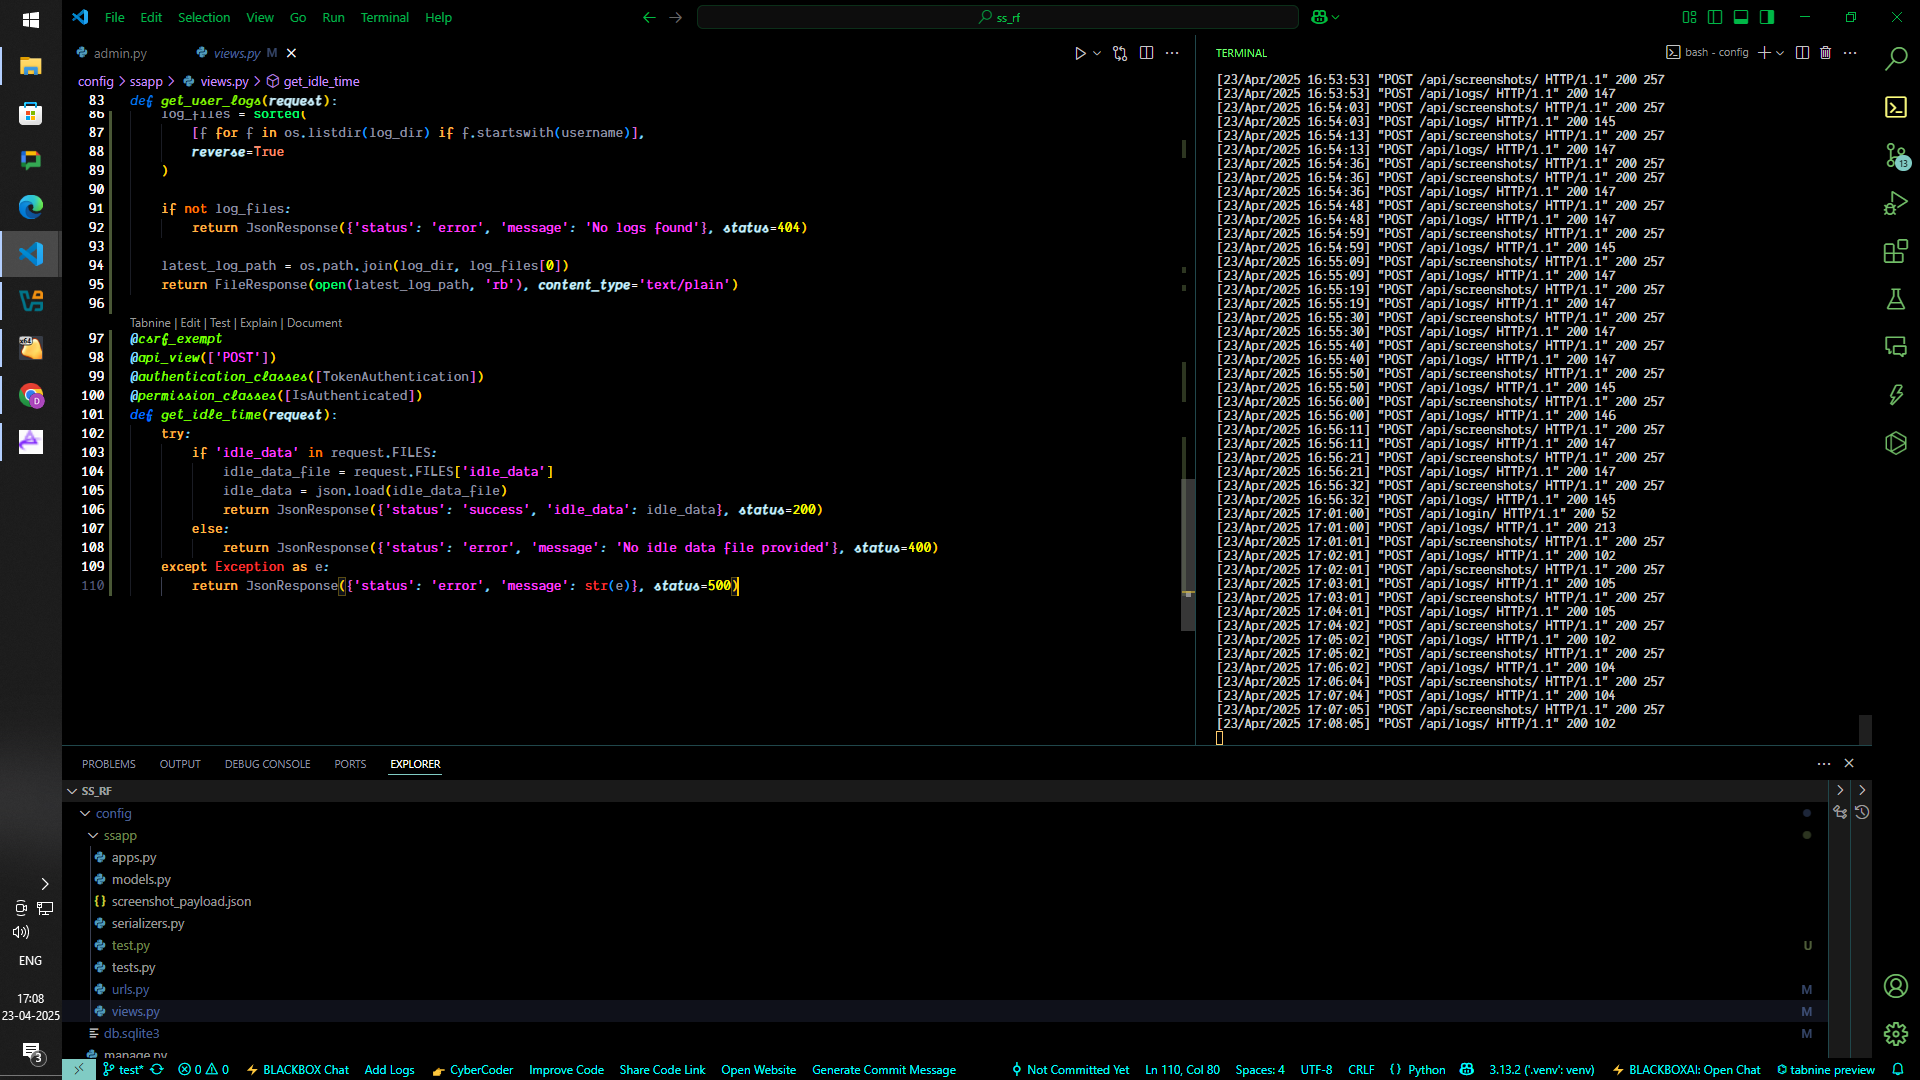 File Edit Selection View Go Run Terminal Help
ss_rf
admin.py
views.py M
config > ssapp > views.py > get_idle_time
83 def get_user_logs(request):
86 log_files = sorted(
87 [f for f in os.listdir(log_dir) if f.startswith(username)],
88 reverse=True
89 )
90
91 if not log_files:
92 return JsonResponse({'status': 'error', 'message': 'No logs found'}, status=404)
93
94 latest_log_path = os.path.join(log_dir, log_files[0])
95 return FileResponse(open(latest_log_path, 'rb'), content_type='text/plain')
96
Tabnine | Edit | Test | Explain | Document
97 @csrf_exempt
98 @api_view(['POST'])
99 @authentication_classes([TokenAuthentication])
100 @permission_classes([IsAuthenticated])
101 def get_idle_time(request):
102 try:
103 if 'idle_data' in request.FILES:
104 idle_data_file = request.FILES['idle_data']
105 idle_data = json.load(idle_data_file)
106 return JsonResponse({'status': 'success', 'idle_data': idle_data}, status=200)
107 else:
108 return JsonResponse({'status': 'error', 'message': 'No idle data file provided'}, status=400)
109 except Exception as e:
110 return JsonResponse({'status': 'error', 'message': str(e)}, status=500)
TERMINAL
bash - config
[23/Apr/2025 16:53:53] "POST /api/screenshots/ HTTP/1.1" 200 257
[23/Apr/2025 16:53:53] "POST /api/logs/ HTTP/1.1" 200 147
[23/Apr/2025 16:54:03] "POST /api/screenshots/ HTTP/1.1" 200 257
[23/Apr/2025 16:54:03] "POST /api/logs/ HTTP/1.1" 200 145
[23/Apr/2025 16:54:13] "POST /api/screenshots/ HTTP/1.1" 200 257
[23/Apr/2025 16:54:13] "POST /api/logs/ HTTP/1.1" 200 147
[23/Apr/2025 16:54:36] "POST /api/screenshots/ HTTP/1.1" 200 257
[23/Apr/2025 16:54:36] "POST /api/screenshots/ HTTP/1.1" 200 257
[23/Apr/2025 16:54:36] "POST /api/logs/ HTTP/1.1" 200 147
[23/Apr/2025 16:54:48] "POST /api/screenshots/ HTTP/1.1" 200 257
[23/Apr/2025 16:54:48] "POST /api/logs/ HTTP/1.1" 200 147
[23/Apr/2025 16:54:59] "POST /api/screenshots/ HTTP/1.1" 200 257
[23/Apr/2025 16:54:59] "POST /api/logs/ HTTP/1.1" 200 145
[23/Apr/2025 16:55:09] "POST /api/screenshots/ HTTP/1.1" 200 257
[23/Apr/2025 16:55:09] "POST /api/logs/ HTTP/1.1" 200 147
[23/Apr/2025 16:55:19] "POST /api/screenshots/ HTTP/1.1" 200 257
[23/Apr/2025 16:55:19] "POST /api/logs/ HTTP/1.1" 200 147
[23/Apr/2025 16:55:30] "POST /api/screenshots/ HTTP/1.1" 200 257
[23/Apr/2025 16:55:30] "POST /api/logs/ HTTP/1.1" 200 147
[23/Apr/2025 16:55:40] "POST /api/screenshots/ HTTP/1.1" 200 257
[23/Apr/2025 16:55:40] "POST /api/logs/ HTTP/1.1" 200 147
[23/Apr/2025 16:55:50] "POST /api/screenshots/ HTTP/1.1" 200 257
[23/Apr/2025 16:55:50] "POST /api/logs/ HTTP/1.1" 200 145
[23/Apr/2025 16:56:00] "POST /api/screenshots/ HTTP/1.1" 200 257
[23/Apr/2025 16:56:00] "POST /api/logs/ HTTP/1.1" 200 146
[23/Apr/2025 16:56:11] "POST /api/screenshots/ HTTP/1.1" 200 257
[23/Apr/2025 16:56:11] "POST /api/logs/ HTTP/1.1" 200 147
[23/Apr/2025 16:56:21] "POST /api/screenshots/ HTTP/1.1" 200 257
[23/Apr/2025 16:56:21] "POST /api/logs/ HTTP/1.1" 200 147
[23/Apr/2025 16:56:32] "POST /api/screenshots/ HTTP/1.1" 200 257
[23/Apr/2025 16:56:32] "POST /api/logs/ HTTP/1.1" 200 145
[23/Apr/2025 17:01:00] "POST /api/login/ HTTP/1.1" 200 52
[23/Apr/2025 17:01:00] "POST /api/logs/ HTTP/1.1" 200 213
[23/Apr/2025 17:01:01] "POST /api/screenshots/ HTTP/1.1" 200 257
[23/Apr/2025 17:02:01] "POST /api/logs/ HTTP/1.1" 200 102
[23/Apr/2025 17:02:01] "POST /api/screenshots/ HTTP/1.1" 200 257
[23/Apr/2025 17:03:01] "POST /api/logs/ HTTP/1.1" 200 105
[23/Apr/2025 17:03:01] "POST /api/screenshots/ HTTP/1.1" 200 257
[23/Apr/2025 17:04:01] "POST /api/logs/ HTTP/1.1" 200 105
[23/Apr/2025 17:04:02] "POST /api/screenshots/ HTTP/1.1" 200 257
[23/Apr/2025 17:05:02] "POST /api/logs/ HTTP/1.1" 200 102
[23/Apr/2025 17:05:02] "POST /api/screenshots/ HTTP/1.1" 200 257
[23/Apr/2025 17:06:02] "POST /api/logs/ HTTP/1.1" 200 104
[23/Apr/2025 17:06:04] "POST /api/screenshots/ HTTP/1.1" 200 257
[23/Apr/2025 17:07:04] "POST /api/logs/ HTTP/1.1" 200 104
[23/Apr/2025 17:07:05] "POST /api/screenshots/ HTTP/1.1" 200 257
[23/Apr/2025 17:08:05] "POST /api/logs/ HTTP/1.1" 200 102
13
PROBLEMS OUTPUT DEBUG CONSOLE PORTS EXPLORER
SS_RF
config
ssapp
apps.py
models.py
{} screenshot_payload.json
serializers.py
test.py U
tests.py
urls.py M
views.py M
db.sqlite3 M
manage.py
ENG
17:08
23-04-2025
3
test* 0 0 BLACKBOX Chat Add Logs CyberCoder Improve Code Share Code Link Open Website Generate Commit Message Not Committed Yet Ln 110, Col 80 Spaces: 4 UTF-8 CRLF {} Python 3.13.2 ('.venv': venv) BLACKBOXAI: Open Chat tabnine preview